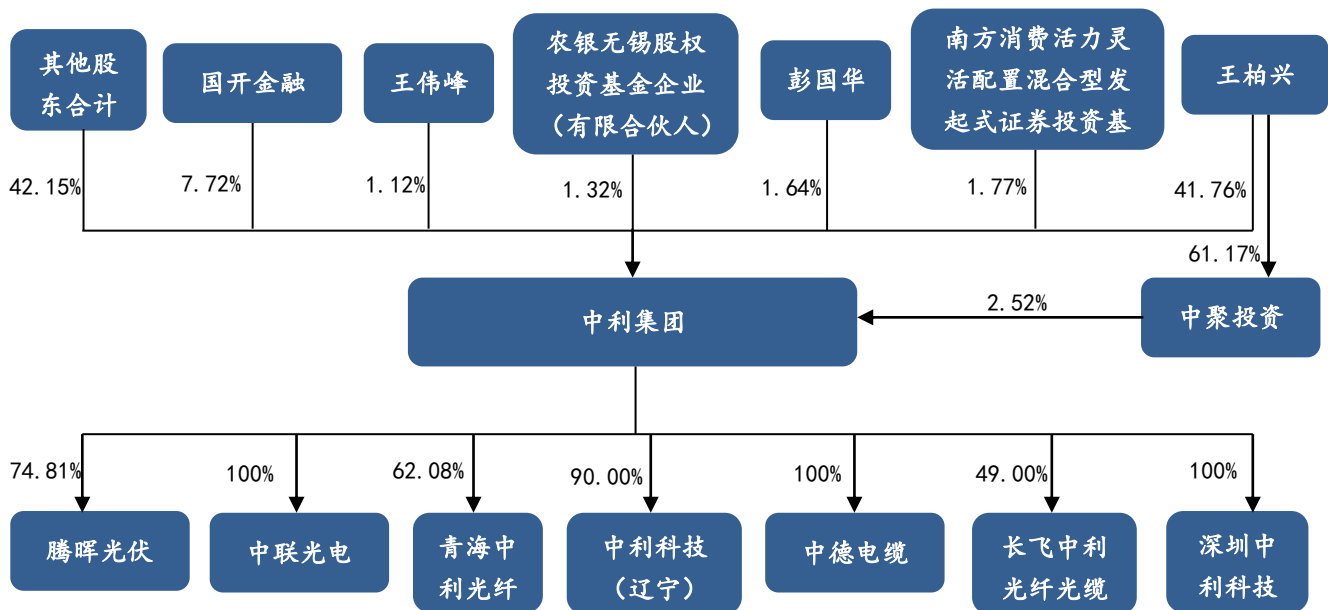 其他股
东合计
国开金融
王伟峰
农银无锡股权
投资基金企业
（有限合伙人）
彭国华
南方消费活力灵
活配置混合型发
起式证券投资基
王柏兴
42.15%
7.72%
1.12%
1.32%
1.64%
1.77%
41.76%
61.17%
中利集团
2.52%
中聚投资
74.81%
100%
62.08%
90.00%
100%
49.00%
100%
腾晖光伏
中联光电
青海中
利光纤
中利科技
（辽宁）
中德电缆
长飞中利
光纤光缆
深圳中
利科技